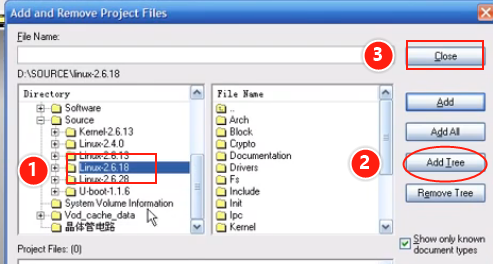 Add and Remove Project Files
File Name:
3
Close
D:\SOURCE\linux-2.6.18
Directory
Software
Source
Kernel-2.6.13
Linux-2.4.0
Linux-2.6.13
Linux-2.6.18
Linux-2.6.28
U-boot-1.1.6
System Volume Information
Vod_cache_data
晶体管电路
1
File Name
..
Arch
Block
Crypto
Documentation
Drivers
Fs
Include
Init
Ipc
Kernel
2
Add
Add All
Add Tree
Remove Tree
Show only known
document types
Project Files: (0)